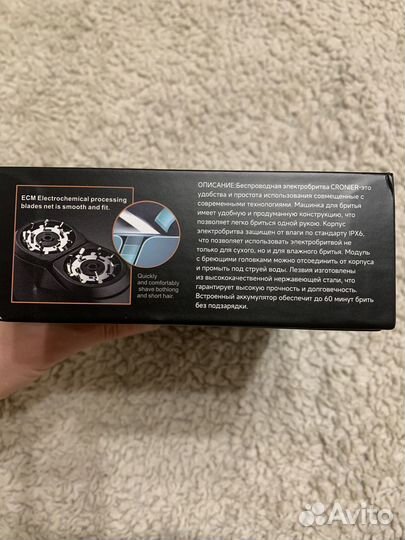 ECM Electrochemical processing
blades net is smooth and fit.
Quickly
and comfortably
shave bothlong
and short hair.
ОПИСАНИЕ:Беспроводная электробритва CRONIER-это
удобства и простота использования совмещенные с
современными технологиями. Машинка для бритья
имеет удобную и продуманную конструкцию, что
позволяет легко бриться одной рукою. Корпус
электробритва защищен от влаги по стандарту IPX6,
что позволяет использовать электробритвой не
только для сухого, но и для влажного бритья. Модуль
с бреющими головками можно отсоединить от корпуса
и промыть под струей воды. Лезвия изготовлены
из высококачественной нержавеющей стали, что
гарантирует высокую прочность и долговечность.
Встроенный аккумулятор обеспечит до 60 минут брить
без подзарядки.
Avito